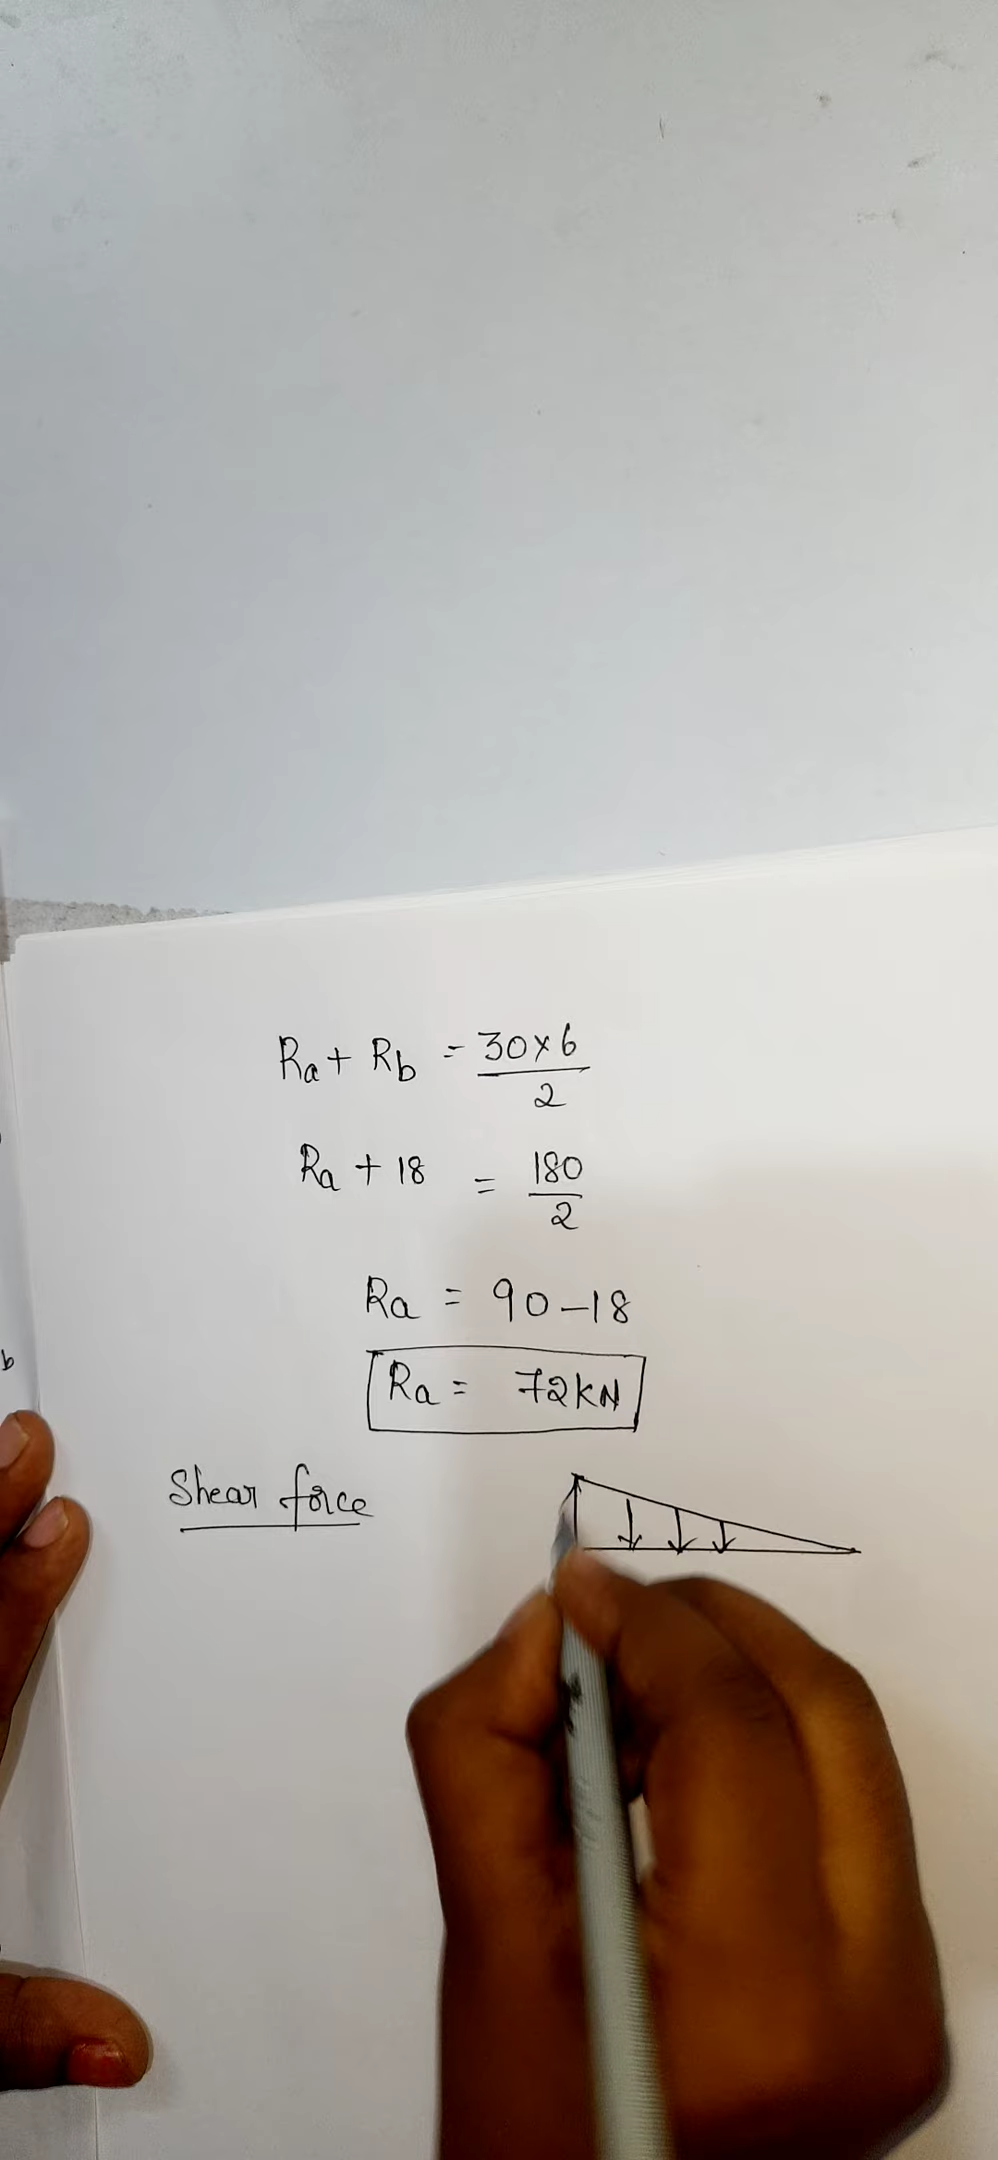 Ra + Rb = 30×6/2
Ra + 18 = 180/2
Ra = 90-18
Ra = 72kN
Shear force
b